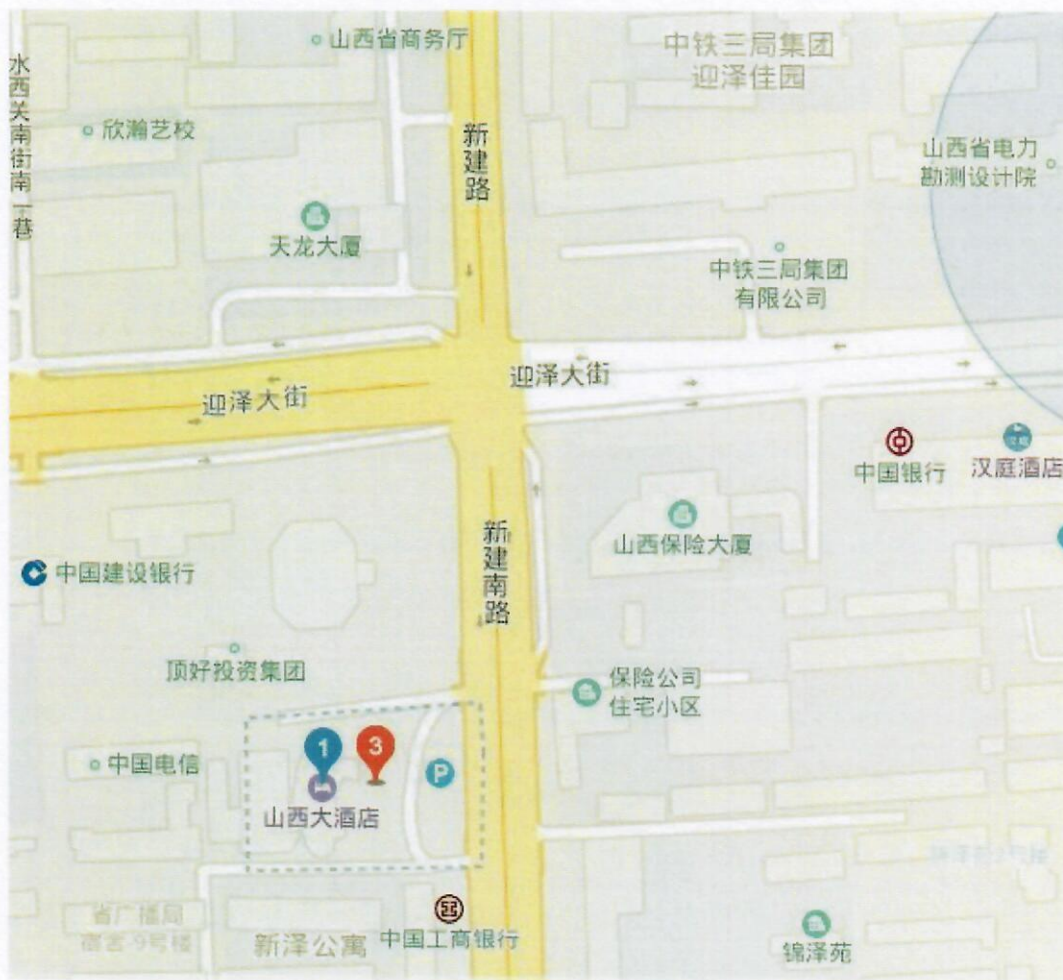 山西省商务厅
中铁三局集团
迎泽佳园
水西关南街南一巷
欣瀚艺校
新建路
山西省电力
勘测设计院
天龙大厦
中铁三局集团
有限公司
迎泽大街
迎泽大街
中国银行
汉庭酒店
山西保险大厦
新建南路
中国建设银行
顶好投资集团
保险公司
住宅小区
1
3
P
中国电信
山西大酒店
省广播局
宿舍-9号楼
新泽公寓
中国工商银行
锦泽苑